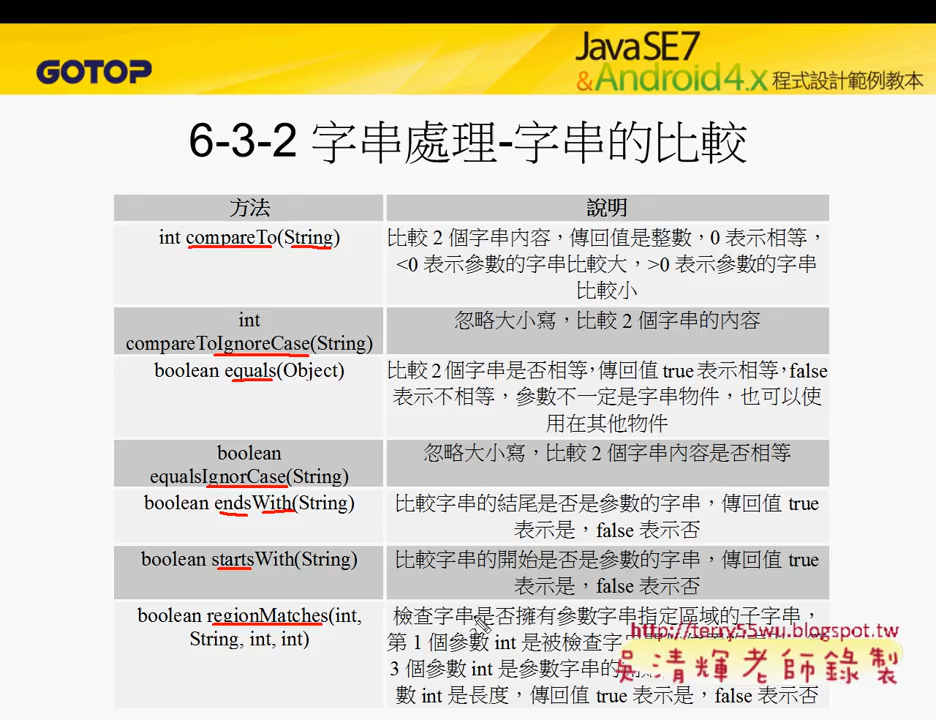 GOTOP
JavaSE7
&Android4.x 程式設計範例教本
6-3-2 字串處理-字串的比較
方法
說明
int compareTo(String)
比較 2 個字串內容，傳回值是整數，0 表示相等，
<0 表示參數的字串比較大，>0 表示參數的字串
比較小
int
compareToIgnoreCase(String)
忽略大小寫，比較 2 個字串的內容
boolean equals(Object)
比較 2 個字串是否相等，傳回值 true 表示相等，false
表示不相等，參數不一定是字串物件，也可以使
用在其他物件
boolean
equalsIgnorCase(String)
忽略大小寫，比較 2 個字串內容是否相等
boolean endsWith(String)
比較字串的結尾是否是參數的字串，傳回值 true
表示是，false 表示否
boolean startsWith(String)
比較字串的開始是否是參數的字串，傳回值 true
表示是，false 表示否
boolean regionMatches(int,
String, int, int)
檢查字串是否擁有參數字串指定區域的子字串，
第 1 個參數 int 是被檢查字
3 個參數 int 是參數字串的
數 int 是長度，傳回值 true 表示是，false 表示否
http://terry55wu.blogspot.tw
吳清輝老師錄製